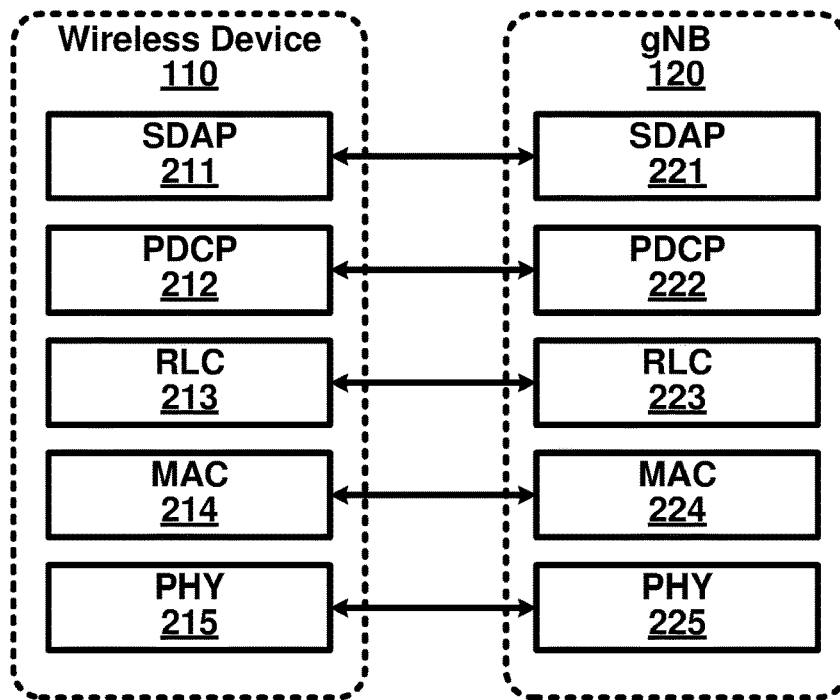 Wireless Device
110
SDAP
211
PDCP
212
RLC
213
MAC
214
PHY
215
gNB
120
SDAP
221
PDCP
222
RLC
223
MAC
224
PHY
225